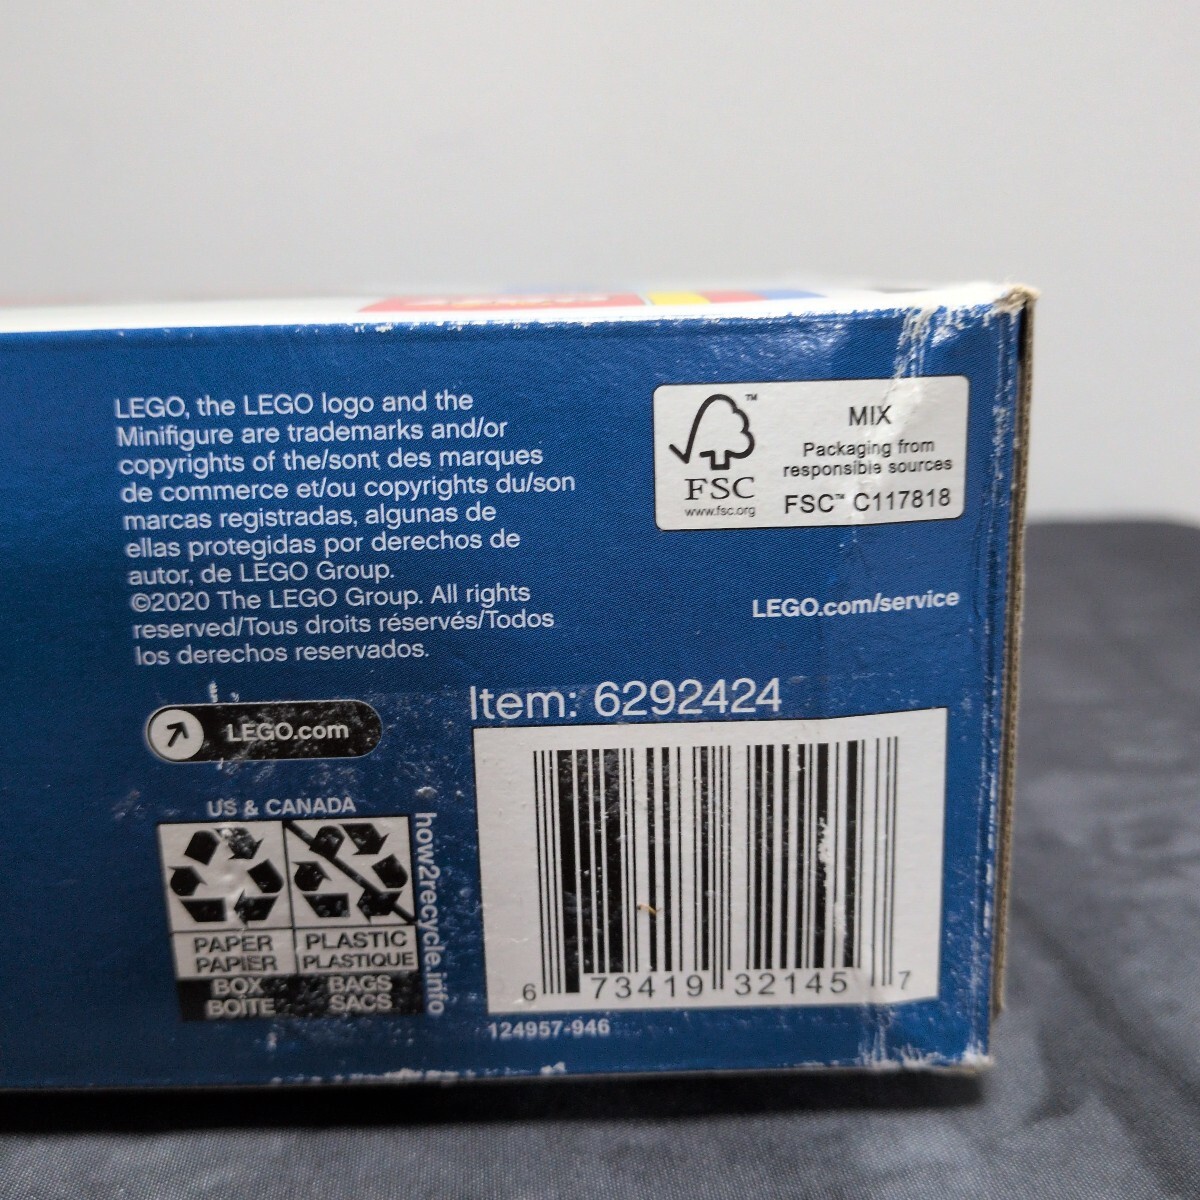 LEGO, the LEGO logo and the
Minifigure are trademarks and/or
copyrights of the/sont des marques
de commerce et/ou copyrights du/son
marcas registradas, algunas de
ellas protegidas por derechos de
autor, de LEGO Group.
©2020 The LEGO Group. All rights
reserved/Tous droits réservés/Todos
los derechos reservados.
LEGO.com
US & CANADA
PAPER
PAPIER
BOX
BOÎTE
PLASTIC
PLASTIQUE
BAGS
SACS
how2recycle.info
™
FSC
www.fsc.org
MIX
Packaging from
responsible sources
FSC™ C117818
LEGO.com/service
Item: 6292424
6 73419 32145 7
124957-946